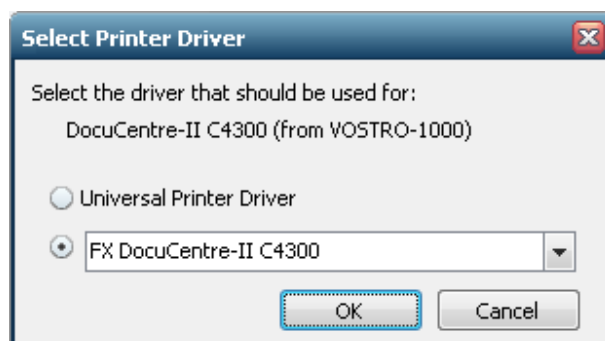 Select Printer Driver
Select the driver that should be used for:
DocuCentre-II C4300 (from VOSTRO-1000)
Universal Printer Driver
FX DocuCentre-II C4300
OK Cancel